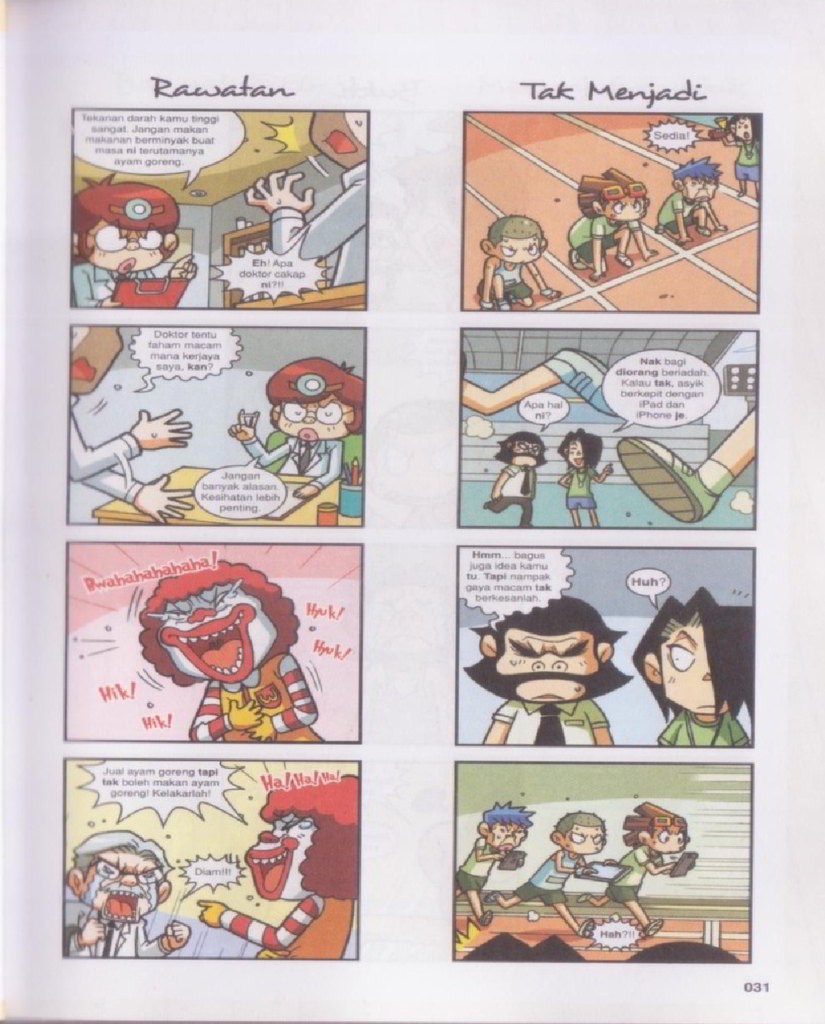 Rawatan
Tekanan darah kamu tinggi
sangat. Jangan makan
makanan berminyak buat
masa ni terutamanya
ayam goreng.
Eh! Apa
doktor cakap
ni?!!
Doktor tentu
faham macam
mana kerjaya
saya, kan?
Jangan
banyak alasan.
Kesihatan lebih
penting.
Bwahahahahaha!
Hyuk!
Hyuk!
Hik!
Hik!
Jual ayam goreng tapi
tak boleh makan ayam
goreng! Kelakarlah!
Ha! Ha! Ha!
Diam!!!
Tak Menjadi
Sedia!
Nak bagi
diorang beriadah.
Kalau tak, asyik
berkepit dengan
iPad dan
iPhone je.
Apa hal
ni?
Hmm... bagus
juga idea kamu
tu. Tapi nampak
gaya macam tak
berkesanlah.
Huh?
Hah?!!
031